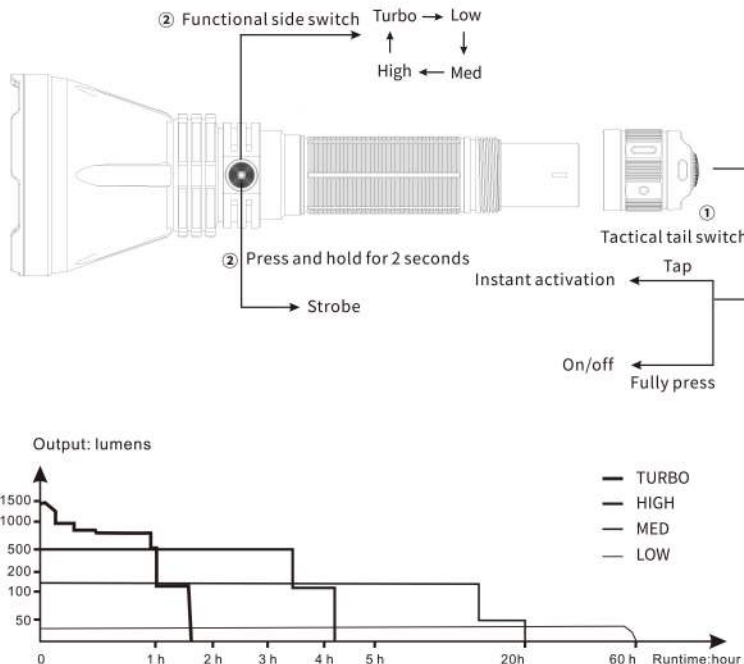 ② Functional side switch
Turbo → Low
High ← Med
② Press and hold for 2 seconds
Strobe
①
Tactical tail switch
Tap
Instant activation
On/off
Fully press
Output: lumens
1500
1000
500
200
100
50
TURBO
HIGH
MED
LOW
0 1 h 2 h 3 h 4 h 5 h 20h 60 h Runtime:hour